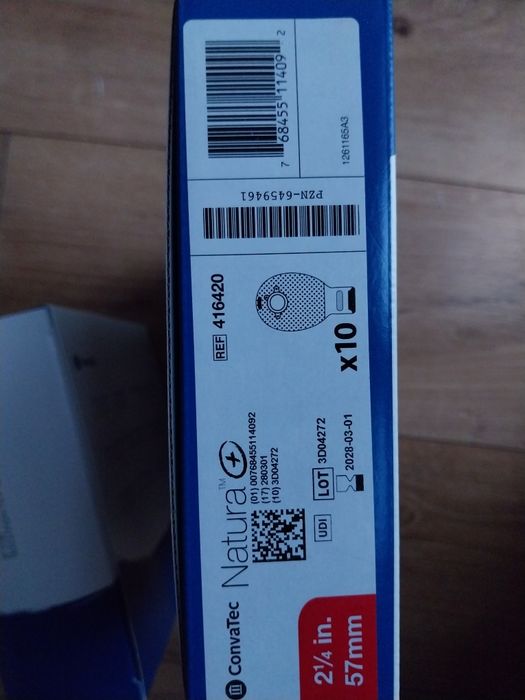 ConvaTec
Natura™ +
2¼ in.
57mm
(01) 00768455114092
(17) 280301
(10) 3D04272
UDI
LOT 3D04272
2028-03-01
REF 416420
x10
PZN-6459461
7 68455 11409 2
1261165A3